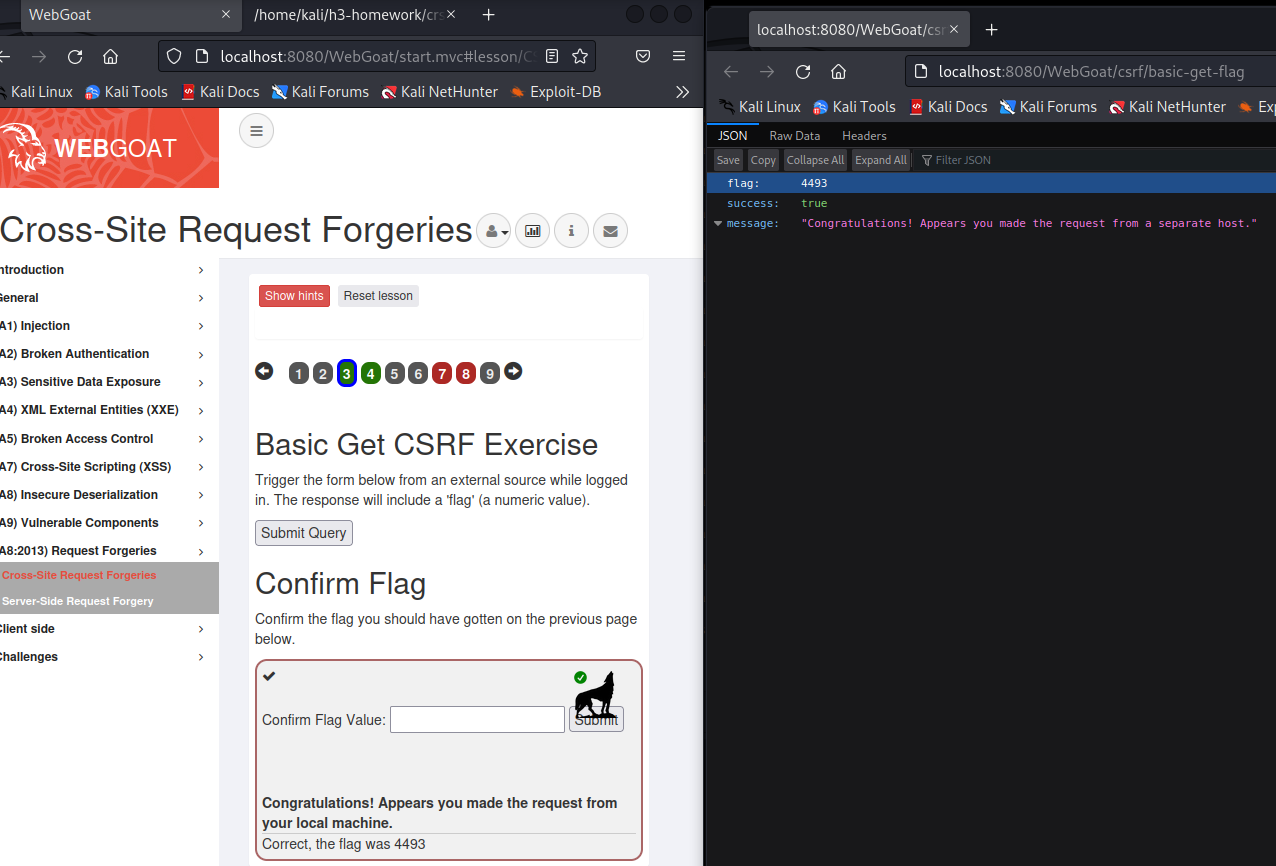 WebGoat
/home/kali/h3-homework/crs
localhost:8080/WebGoat/start.mvc#lesson/C
Kali Linux Kali Tools Kali Docs Kali Forums Kali NetHunter Exploit-DB
WEBGOAT
Cross-Site Request Forgeries
ntroduction
General
A1) Injection
A2) Broken Authentication
A3) Sensitive Data Exposure
A4) XML External Entities (XXE)
A5) Broken Access Control
A7) Cross-Site Scripting (XSS)
A8) Insecure Deserialization
A9) Vulnerable Components
A8:2013) Request Forgeries
Cross-Site Request Forgeries
Server-Side Request Forgery
Client side
Challenges
Show hints Reset lesson
1 2 3 4 5 6 7 8 9
Basic Get CSRF Exercise
Trigger the form below from an external source while logged
in. The response will include a 'flag' (a numeric value).
Submit Query
Confirm Flag
Confirm the flag you should have gotten on the previous page
below.
Confirm Flag Value: Submit
Congratulations! Appears you made the request from
your local machine.
Correct, the flag was 4493
localhost:8080/WebGoat/csr
localhost:8080/WebGoat/csrf/basic-get-flag
Kali Linux Kali Tools Kali Docs Kali Forums Kali NetHunter Exp
JSON Raw Data Headers
Save Copy Collapse All Expand All Filter JSON
flag: 4493
success: true
message: "Congratulations! Appears you made the request from a separate host."